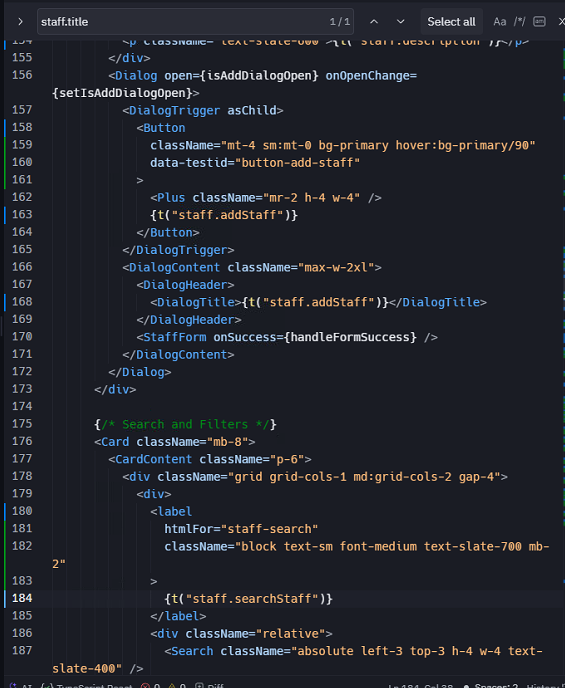 staff.title 1 / 1 Select all Aa /*/
154 <p className="text-slate-600">{t("staff.description")}</p>
155 </div>
156 <Dialog open={isAddDialogOpen} onOpenChange=
{setIsAddDialogOpen}>
157 <DialogTrigger asChild>
158 <Button
159 className="mt-4 sm:mt-0 bg-primary hover:bg-primary/90"
160 data-testid="button-add-staff"
161 >
162 <Plus className="mr-2 h-4 w-4" />
163 {t("staff.addStaff")}
164 </Button>
165 </DialogTrigger>
166 <DialogContent className="max-w-2xl">
167 <DialogHeader>
168 <DialogTitle>{t("staff.addStaff")}</DialogTitle>
169 </DialogHeader>
170 <StaffForm onSuccess={handleFormSuccess} />
171 </DialogContent>
172 </Dialog>
173 </div>
174
175 {/* Search and Filters */}
176 <Card className="mb-8">
177 <CardContent className="p-6">
178 <div className="grid grid-cols-1 md:grid-cols-2 gap-4">
179 <div>
180 <label
181 htmlFor="staff-search"
182 className="block text-sm font-medium text-slate-700 mb-
2"
183 >
184 {t("staff.searchStaff")}
185 </label>
186 <div className="relative">
187 <Search className="absolute left-3 top-3 h-4 w-4 text-
slate-400" />
AI {} TypeScript React 0 0 Diff Ln 184, Col 38 Spaces: 2 History